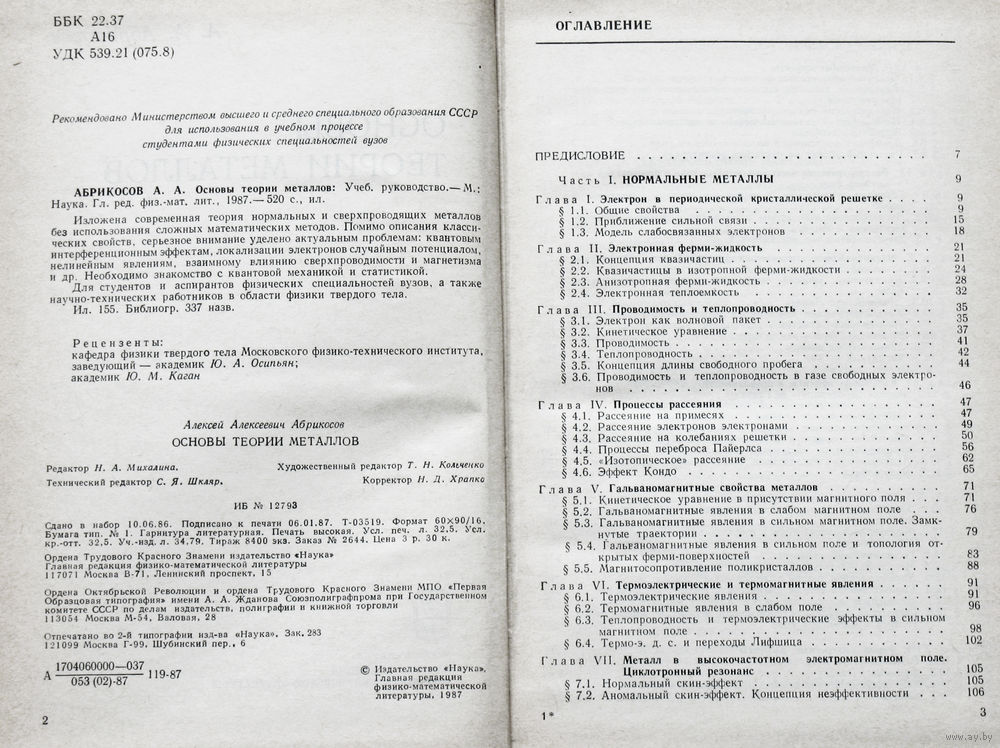 ББК 22.37
А16
УДК 539.21 (075.8)
Рекомендовано Министерством высшего и среднего специального образования СССР
для использования в учебном процессе
студентами физических специальностей вузов
АБРИКОСОВ А. А. Основы теории металлов: Учеб. руководство.— М.:
Наука. Гл. ред. физ.-мат. лит., 1987.— 520 с., ил.
Изложена современная теория нормальных и сверхпроводящих металлов
без использования сложных математических методов. Помимо описания класси-
ческих свойств, серьезное внимание уделено актуальным проблемам: квантовым
интерференционным эффектам, локализации электронов случайным потенциалом,
нелинейным явлениям, взаимному влиянию сверхпроводимости и магнетизма
и др. Необходимо знакомство с квантовой механикой и статистикой.
Для студентов и аспирантов физических специальностей вузов, а также
научно-технических работников в области физики твердого тела.
Ил. 155. Библиогр. 337 назв.
Рецензенты:
кафедра физики твердого тела Московского физико-технического института,
заведующий — академик Ю. А. Осипьян;
академик Ю. М. Каган
Алексей Алексеевич Абрикосов
ОСНОВЫ ТЕОРИИ МЕТАЛЛОВ
Редактор Н. А. Михалина. Художественный редактор Т. Н. Кольченко
Технический редактор С. Я. Шкляр. Корректор Н. Д. Храпко
ИБ № 12793
Сдано в набор 10.06.86. Подписано к печати 06.01.87. Т-03519. Формат 60×90/16.
Бумага тип. № 1. Гарнитура литературная. Печать высокая. Усл. печ. л. 32,5. Усл.
кр.-отт. 32,5. Уч.-изд. л. 34,79. Тираж 8400 экз. Заказ № 2644. Цена 3 р. 30 к.
Ордена Трудового Красного Знамени издательство «Наука»
Главная редакция физико-математической литературы
117071 Москва В-71, Ленинский проспект, 15
Ордена Октябрьской Революции и ордена Трудового Красного Знамени МПО «Первая
Образцовая типография» имени А. А. Жданова Союзполиграфпрома при Государственном
комитете СССР по делам издательств, полиграфии и книжной торговли
113054 Москва М-54, Валовая, 28
Отпечатано во 2-й типографии изд-ва «Наука», Зак. 283
121099 Москва Г-99, Шубинский пер., 6
А 1704060000—037
053 (02)-87 119-87
© Издательство «Наука»,
Главная редакция
физико-математической
литературы, 1987
2
ОГЛАВЛЕНИЕ
ПРЕДИСЛОВИЕ . . . 7
Часть I. НОРМАЛЬНЫЕ МЕТАЛЛЫ 9
Глава I. Электрон в периодической кристаллической решетке . . . . 9
§ 1.1. Общие свойства . . . 9
§ 1.2. Приближение сильной связи . . . 15
§ 1.3. Модель слабосвязанных электронов . . . 18
Глава II. Электронная ферми-жидкость 21
§ 2.1. Концепция квазичастиц . . . 21
§ 2.2. Квазичастицы в изотропной ферми-жидкости . . . 24
§ 2.3. Анизотропная ферми-жидкость . . . 28
§ 2.4. Электронная теплоемкость . . . 32
Глава III. Проводимость и теплопроводность . . . 35
§ 3.1. Электрон как волновой пакет . . . 35
§ 3.2. Кинетическое уравнение . . . 37
§ 3.3. Проводимость . . . 41
§ 3.4. Теплопроводность . . . 42
§ 3.5. Концепция длины свободного пробега . . . 44
§ 3.6. Проводимость и теплопроводность в газе свободных электро-
нов . . . 46
Глава IV. Процессы рассеяния . . . 47
§ 4.1. Рассеяние на примесях . . . 47
§ 4.2. Рассеяние электронов электронами . . . 49
§ 4.3. Рассеяние на колебаниях решетки . . . 50
§ 4.4. Процессы переброса Пайерлса . . . 56
§ 4.5. «Изотопическое» рассеяние . . . 62
§ 4.6. Эффект Кондо . . . 65
Глава V. Гальваномагнитные свойства металлов . . . 71
§ 5.1. Кинетическое уравнение в присутствии магнитного поля . . . 71
§ 5.2. Гальваномагнитные явления в слабом магнитном поле . . . 76
§ 5.3. Гальваномагнитные явления в сильном магнитном поле. Замк-
нутые траектории . . . 79
§ 5.4. Гальваномагнитные явления в сильном поле и топология от-
крытых ферми-поверхностей . . . 83
§ 5.5. Магнитосопротивление поликристаллов . . . 88
Глава VI. Термоэлектрические и термомагнитные явления . . . 91
§ 6.1. Термоэлектрические явления . . . 91
§ 6.2. Термомагнитные явления в слабом поле . . . 96
§ 6.3. Теплопроводность и термоэлектрические эффекты в сильном
магнитном поле . . . 98
§ 6.4. Термо-э. д. с. и переходы Лифшица . . . 102
Глава VII. Металл в высокочастотном электромагнитном поле.
Циклотронный резонанс . . . 105
§ 7.1. Нормальный скин-эффект . . . 105
§ 7.2. Аномальный скин-эффект. Концепция неэффективности . . . 106
1* 3
www.ay.by